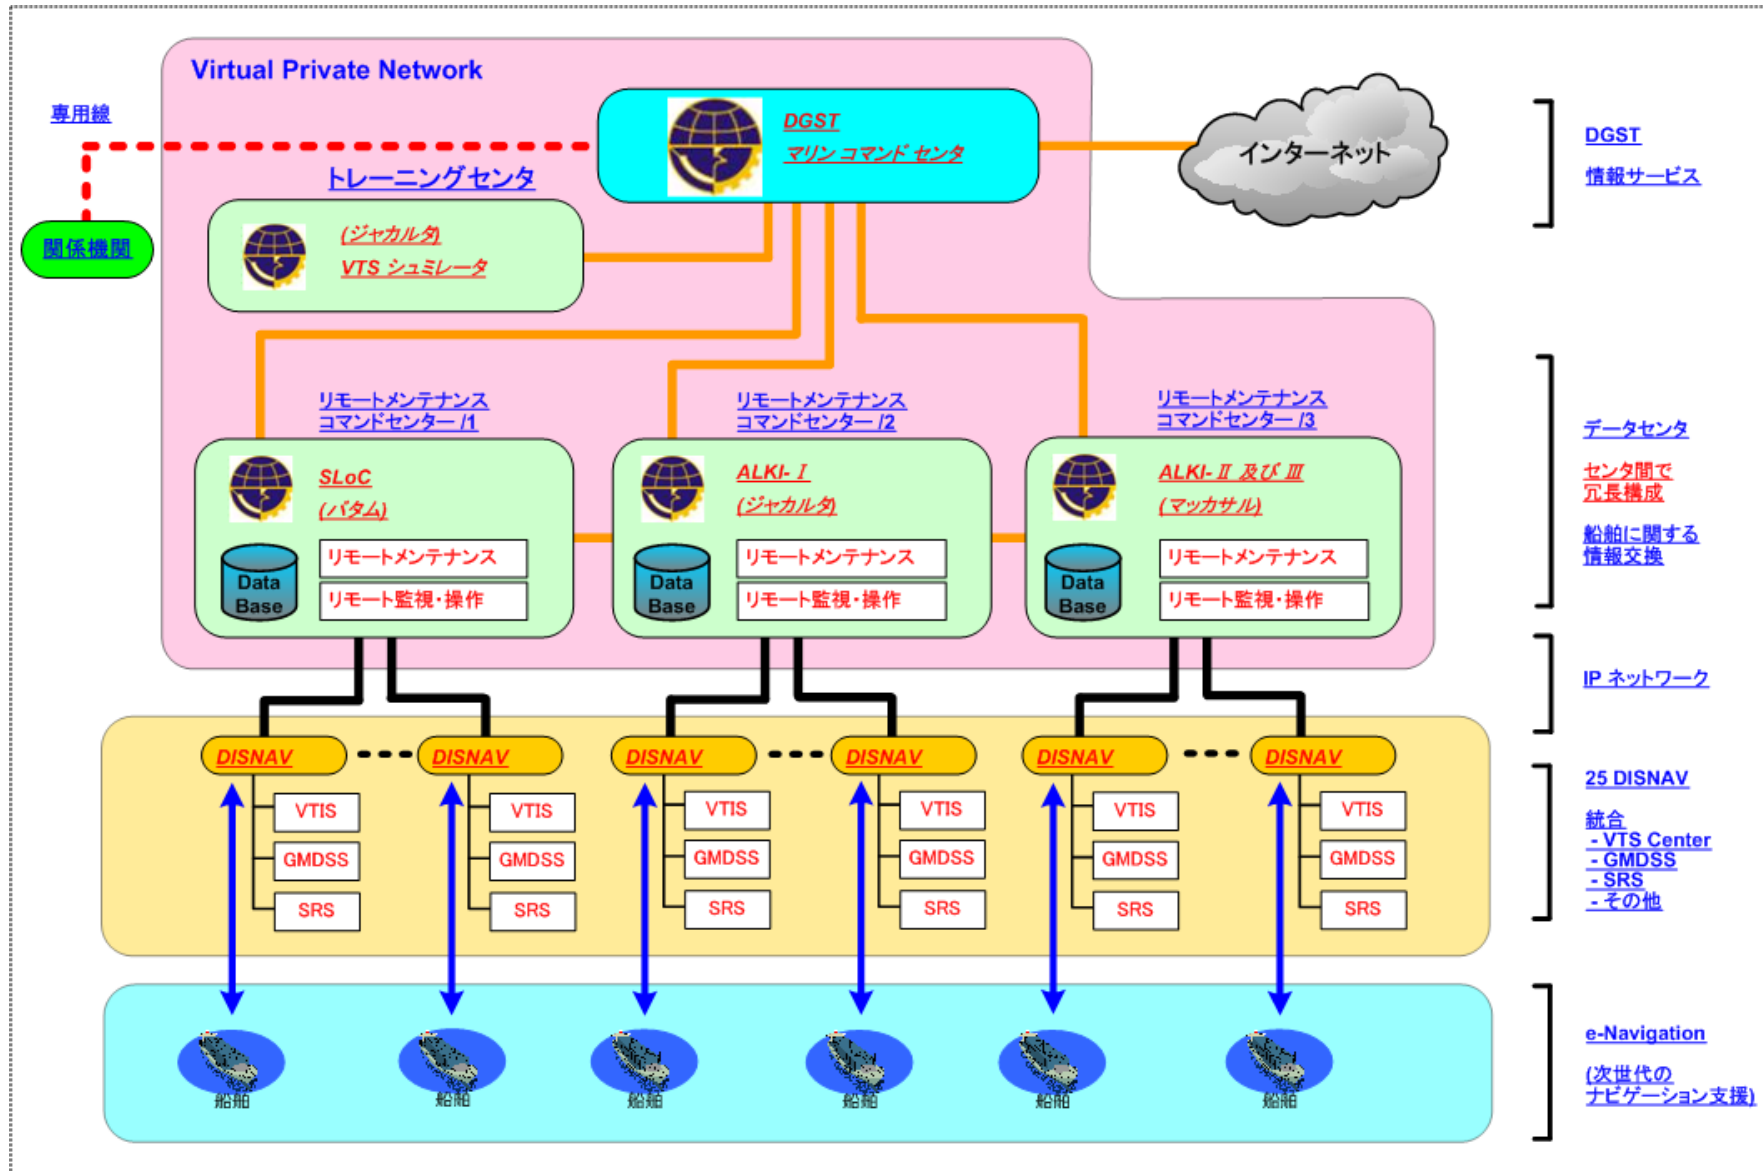 Virtual Private Network
専用線
DGST
マリン コマンド センタ
インターネット
DGST
情報サービス
トレーニングセンタ
関係機関
(ジャカルタ)
VTS シュミレータ
リモートメンテナンス
コマンドセンター /1
リモートメンテナンス
コマンドセンター /2
リモートメンテナンス
コマンドセンター /3
SLoC
(バタム)
Data
Base
リモートメンテナンス
リモート監視・操作
ALKI- I
(ジャカルタ)
Data
Base
リモートメンテナンス
リモート監視・操作
ALKI- II 及び III
(マッカサル)
Data
Base
リモートメンテナンス
リモート監視・操作
データセンタ
センタ間で
冗長構成
船舶に関する
情報交換
IP ネットワーク
DISNAV
VTIS
GMDSS
SRS
DISNAV
VTIS
GMDSS
SRS
DISNAV
VTIS
GMDSS
SRS
DISNAV
VTIS
GMDSS
SRS
DISNAV
VTIS
GMDSS
SRS
DISNAV
VTIS
GMDSS
SRS
25 DISNAV
統合
- VTS Center
- GMDSS
- SRS
- その他
船舶
船舶
船舶
船舶
船舶
船舶
e-Navigation
(次世代の
ナビゲーション支援)